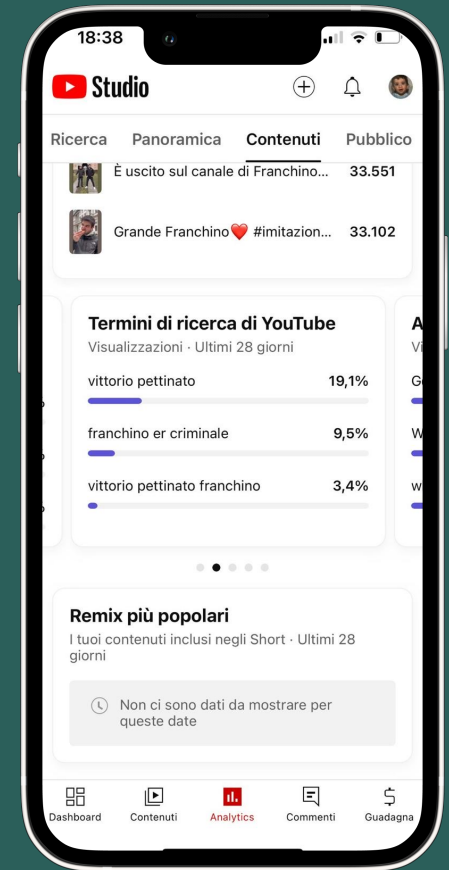 18:38
Studio
Ricerca Panoramica Contenuti Pubblico
È uscito sul canale di Franchino... 33.551
Grande Franchino❤️ #imitazion... 33.102
Termini di ricerca di YouTube
Visualizzazioni · Ultimi 28 giorni
vittorio pettinato 19,1%
franchino er criminale 9,5%
vittorio pettinato franchino 3,4%
Remix più popolari
I tuoi contenuti inclusi negli Short · Ultimi 28
giorni
Non ci sono dati da mostrare per
queste date
Dashboard Contenuti Analytics Commenti Guadagna